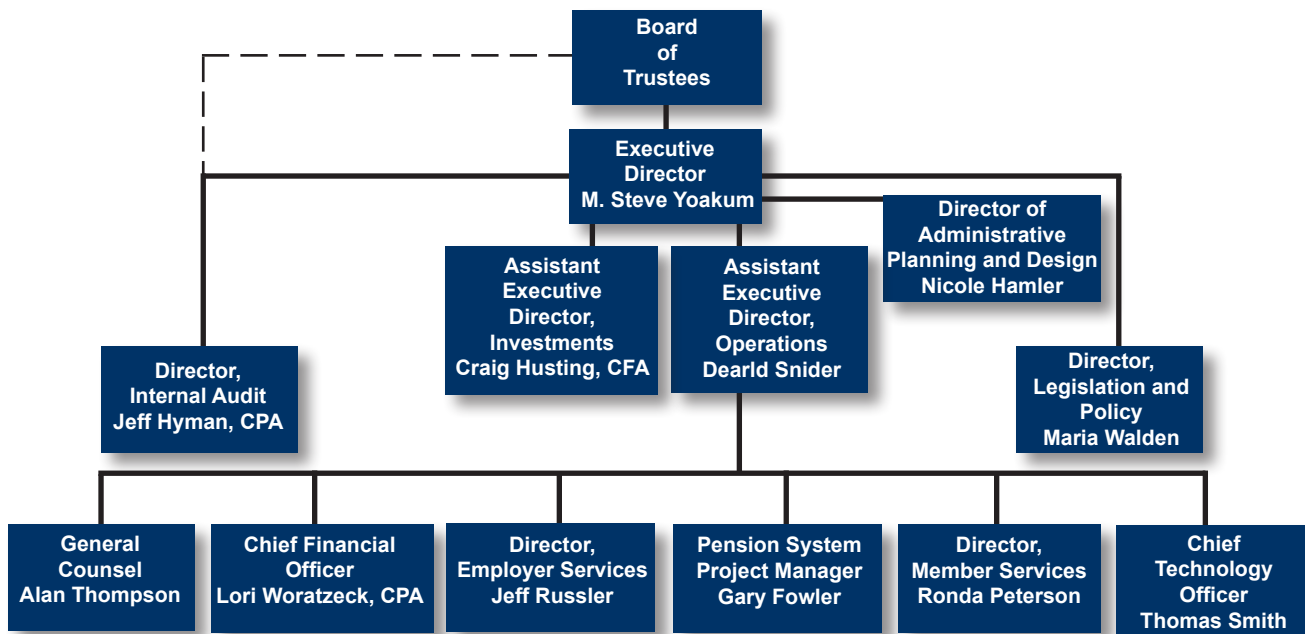 Board
of
Trustees
Executive
Director
M. Steve Yoakum
Director of
Administrative
Planning and Design
Nicole Hamler
Assistant
Executive
Director,
Investments
Craig Husting, CFA
Assistant
Executive
Director,
Operations
Dearld Snider
Director,
Internal Audit
Jeff Hyman, CPA
Director,
Legislation and
Policy
Maria Walden
General
Counsel
Alan Thompson
Chief Financial
Officer
Lori Woratzeck, CPA
Director,
Employer Services
Jeff Russler
Pension System
Project Manager
Gary Fowler
Director,
Member Services
Ronda Peterson
Chief
Technology
Officer
Thomas Smith